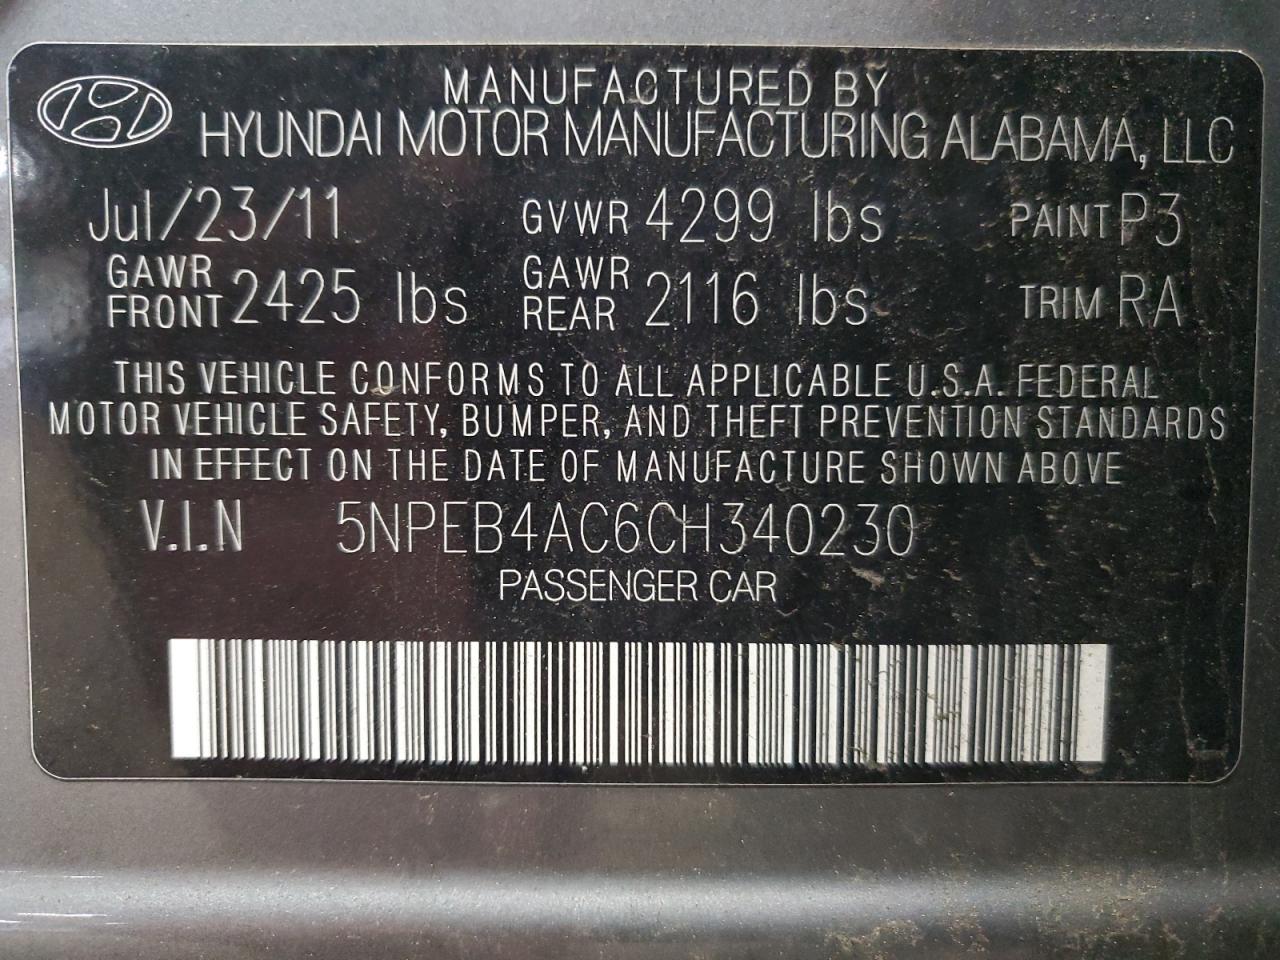 MANUFACTURED BY
HYUNDAI MOTOR MANUFACTURING ALABAMA, LLC
Jul/23/11 GVWR 4299 lbs PAINT P3
GAWR FRONT 2425 lbs GAWR REAR 2116 lbs TRIM RA
THIS VEHICLE CONFORMS TO ALL APPLICABLE U.S.A. FEDERAL
MOTOR VEHICLE SAFETY, BUMPER, AND THEFT PREVENTION STANDARDS
IN EFFECT ON THE DATE OF MANUFACTURE SHOWN ABOVE
V.I.N 5NPEB4AC6CH340230
PASSENGER CAR